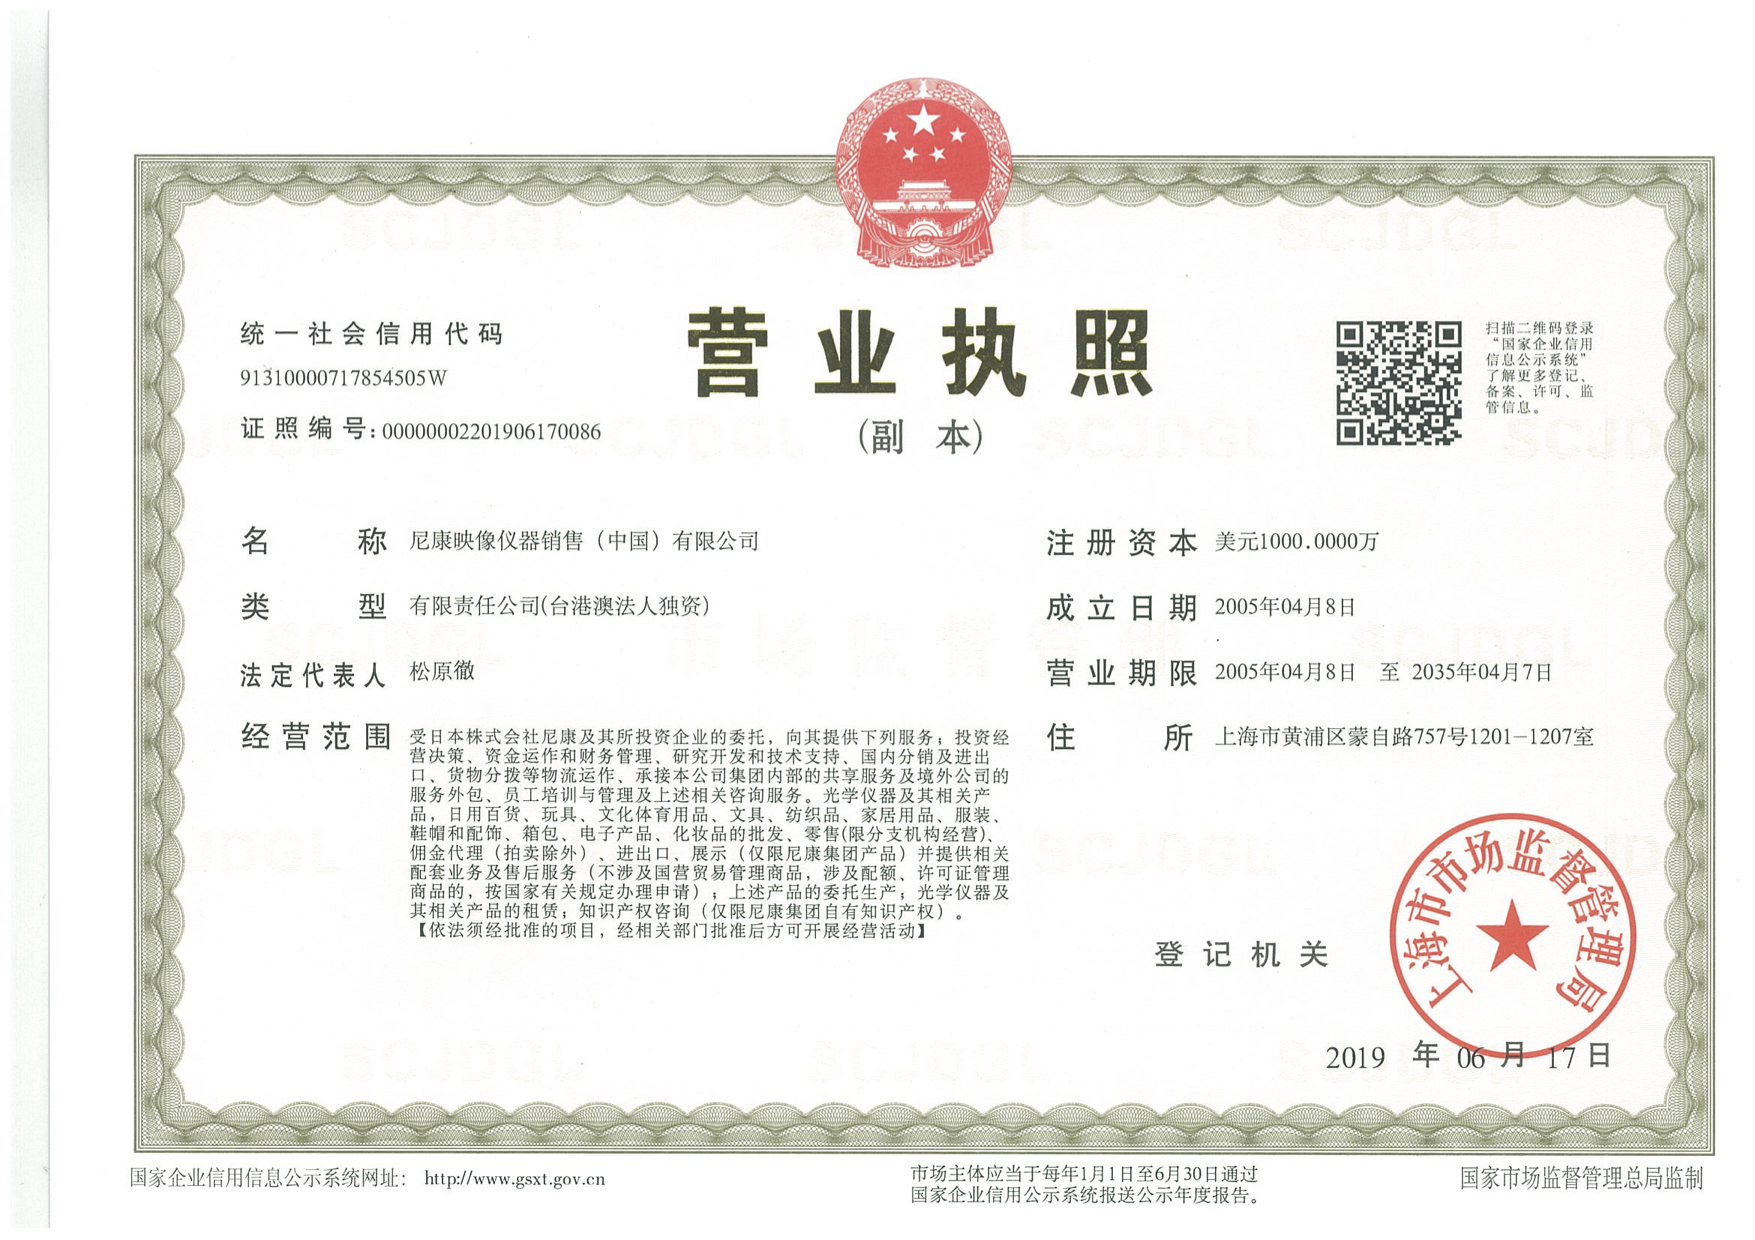 统一社会信用代码
91310000717854505W
证照编号:00000002201906170086
营业执照
(副 本)
扫描二维码登录
“国家企业信用
信息公示系统”
了解更多登记、
备案、许可、监
管信息。
名 称 尼康映像仪器销售（中国）有限公司
类 型 有限责任公司(台港澳法人独资)
法定代表人 松原徹
经营范围 受日本株式会社尼康及其所投资企业的委托，向其提供下列服务；投资经
营决策、资金运作和财务管理、研究开发和技术支持、国内分销及进出
口、货物分拨等物流运作、承接本公司集团内部的共享服务及境外公司的
服务外包、员工培训与管理及上述相关咨询服务。光学仪器及其相关产
品，日用百货、玩具、文化体育用品、文具、纺织品、家居用品、服装、
鞋帽和配饰、箱包、电子产品、化妆品的批发、零售(限分支机构经营)、
佣金代理（拍卖除外）、进出口、展示（仅限尼康集团产品）并提供相关
配套业务及售后服务（不涉及国营贸易管理商品，涉及配额、许可证管理
商品的，按国家有关规定办理申请）；上述产品的委托生产；光学仪器及
其相关产品的租赁；知识产权咨询（仅限尼康集团自有知识产权）。
【依法须经批准的项目，经相关部门批准后方可开展经营活动】
注册资本 美元1000.0000万
成立日期 2005年04月8日
营业期限 2005年04月8日 至 2035年04月7日
住 所 上海市黄浦区蒙自路757号1201-1207室
登记机关
上海市市场监督管理局
2019 年 06 月 17 日
国家企业信用信息公示系统网址： http://www.gsxt.gov.cn
市场主体应当于每年1月1日至6月30日通过
国家企业信用公示系统报送公示年度报告。
国家市场监督管理总局监制
SCJDGL